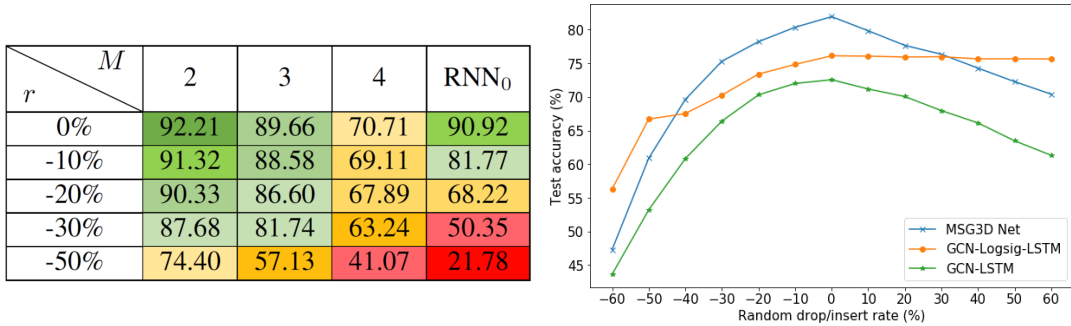 M
r
2 3 4 RNN₀
0% 92.21 89.66 70.71 90.92
-10% 91.32 88.58 69.11 81.77
-20% 90.33 86.60 67.89 68.22
-30% 87.68 81.74 63.24 50.35
-50% 74.40 57.13 41.07 21.78
Test accuracy (%)
80
75
70
65
60
55
50
45
MSG3D Net
GCN-Logsig-LSTM
GCN-LSTM
−60 −50 −40 −30 −20 −10 0 10 20 30 40 50 60
Random drop/insert rate (%)